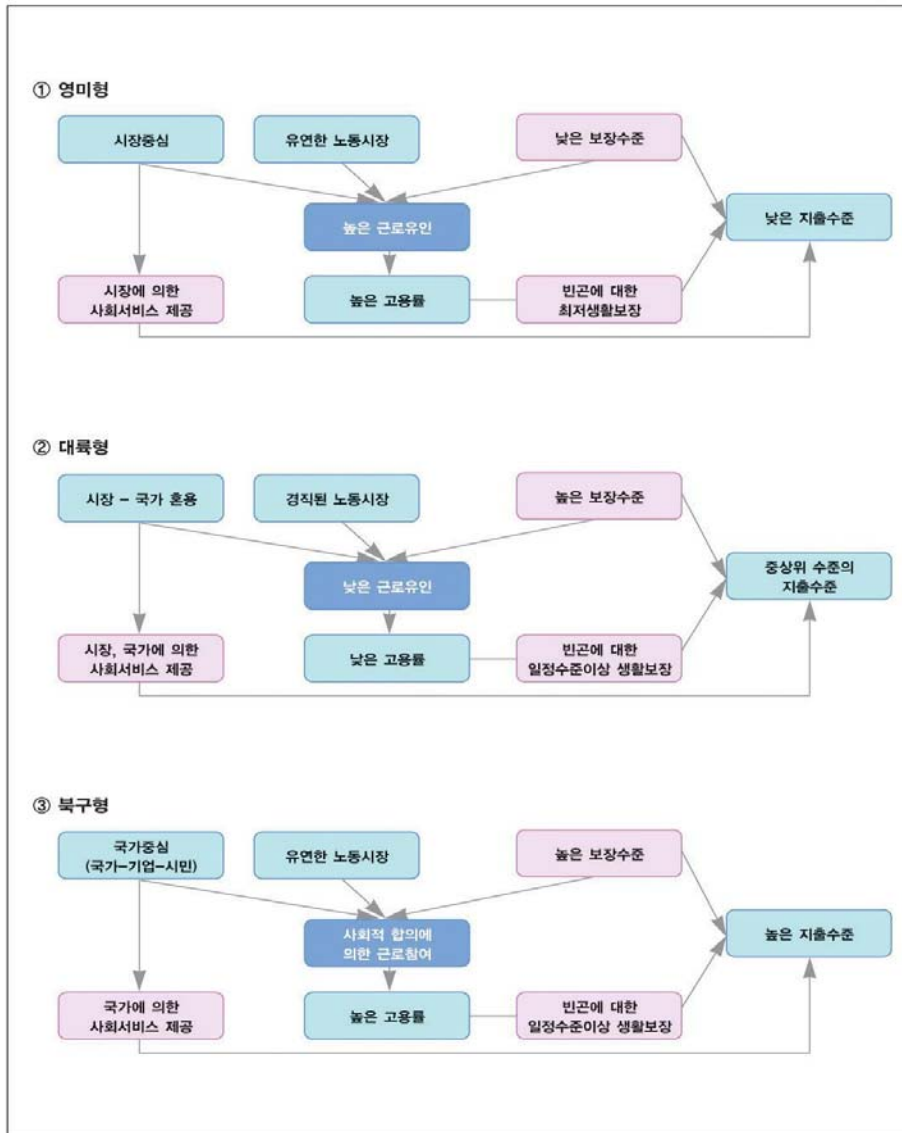 ① 영미형
시장중심
유연한 노동시장
낮은 보장수준
높은 근로유인
낮은 지출수준
시장에 의한
사회서비스 제공
높은 고용률
빈곤에 대한
최저생활보장
② 대륙형
시장 – 국가 혼용
경직된 노동시장
높은 보장수준
낮은 근로유인
중상위 수준의
지출수준
시장, 국가에 의한
사회서비스 제공
낮은 고용률
빈곤에 대한
일정수준이상 생활보장
③ 북구형
국가중심
(국가–기업–시민)
유연한 노동시장
높은 보장수준
사회적 합의에
의한 근로참여
높은 지출수준
국가에 의한
사회서비스 제공
높은 고용률
빈곤에 대한
일정수준이상 생활보장